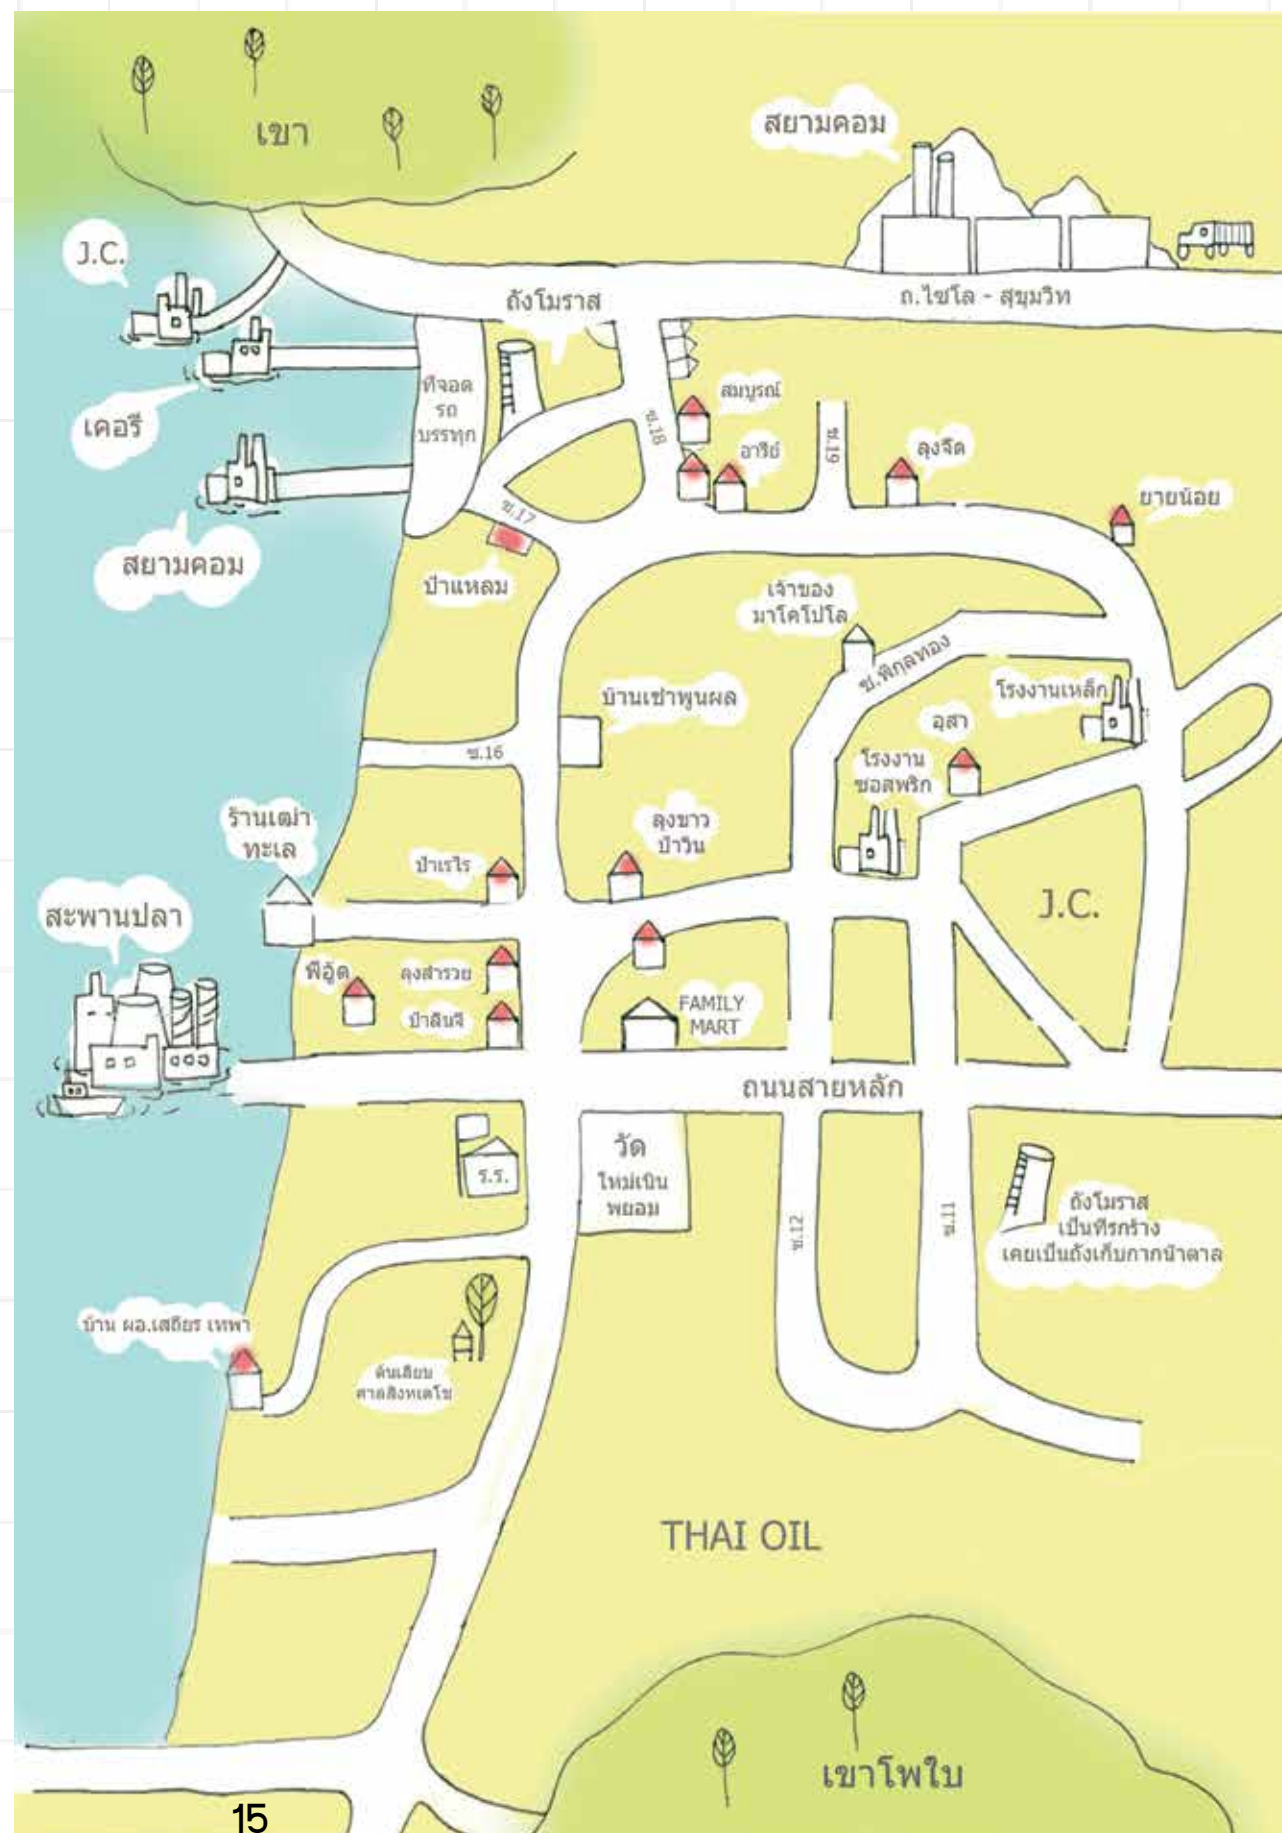 เขา
สยามคอม
J.C.
ถ.ไซโล - สุขุมวิท
ถังโมราส
เคอรี
ที่จอด
รถ
บรรทุก
สมบูรณ์
ซ.18
อารีย์
ซ.19
ลุงจืด
ยายน้อย
ซ.17
สยามคอม
ป้าแหลม
เจ้าของ
มาโคโปโล
ซ.พิกุลทอง
บ้านเช่าพูนผล
โรงงานเหล็ก
อุสา
ซ.16
โรงงาน
ซอสพริก
ร้านเฒ่า
ทะเล
ลุงขาว
ป้าวิน
ป้าเรไร
สะพานปลา
J.C.
พี่อู๊ด
ลุงสำรวย
ป้าลินจี
FAMILY
MART
ถนนสายหลัก
วัด
ใหม่เนิน
พยอม
ร.ร.
ซ.12
ซ.11
ถังโมราส
เป็นที่รกร้าง
เคยเป็นถังเก็บกากน้ำตาล
บ้าน ผอ.เสถียร เทพา
ต้นเลียบ
ศาลสิงหเดโช
THAI OIL
เขาโพใบ
15